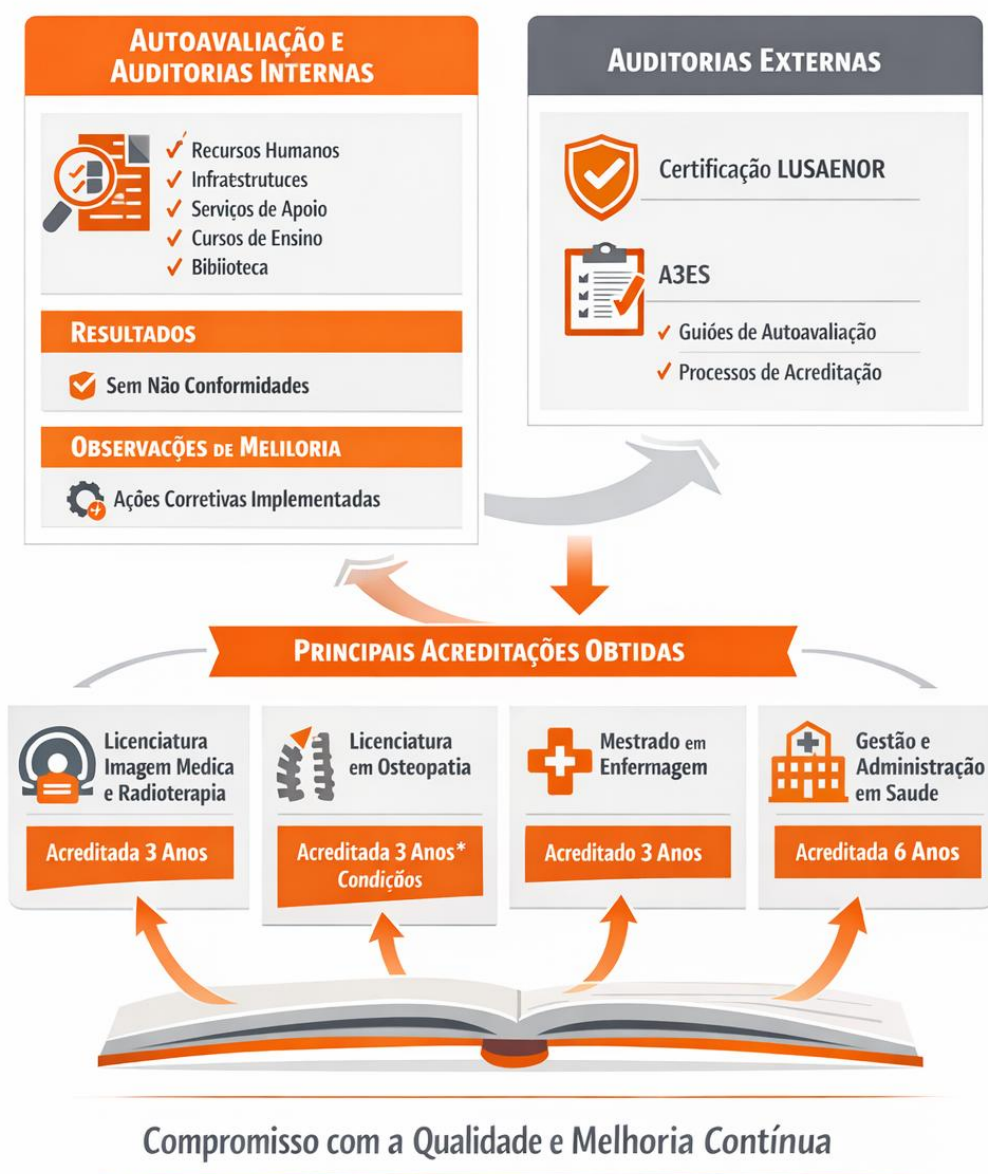 AUTOAVALIAÇÃO E
AUDITORIAS INTERNAS
Recursos Humanos
Infratestrutuces
Serviços de Apoio
Cursos de Ensino
Bibiioteca
RESULTADOS
Sem Não Conformidades
OBSERVACÇÕES DE MELILORIA
Ações Corretivas Implementadas
AUDITORIAS EXTERNAS
Certificação LUSAENOR
A3ES
Guiões de Autoavaliação
Processos de Acreditação
PRINCIPAIS ACREDITAÇÕES OBTIDAS
Licenciatura
Imagem Medica
e Radioterapia
Acreditada 3 Anos
Licenciatura
em Osteopatia
Acreditada 3 Anos*
Condições
Mestrado em
Enfermagem
Acreditado 3 Anos
Gestão e
Administração
em Saude
Acreditada 6 Anos
Compromisso com a Qualidade e Melhoria Contínua